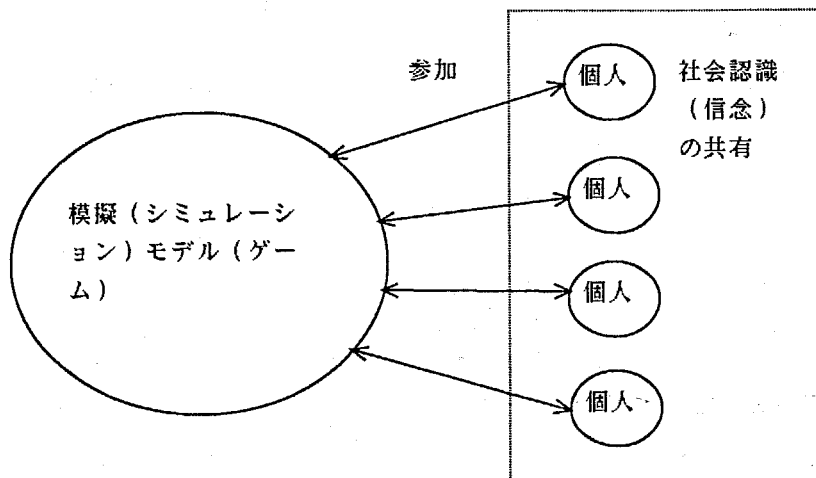 参加
模擬(シミュレーシ
ョン)モデル(ゲー
ム)
個人
個人
個人
個人
社会認識
(信念)
の共有